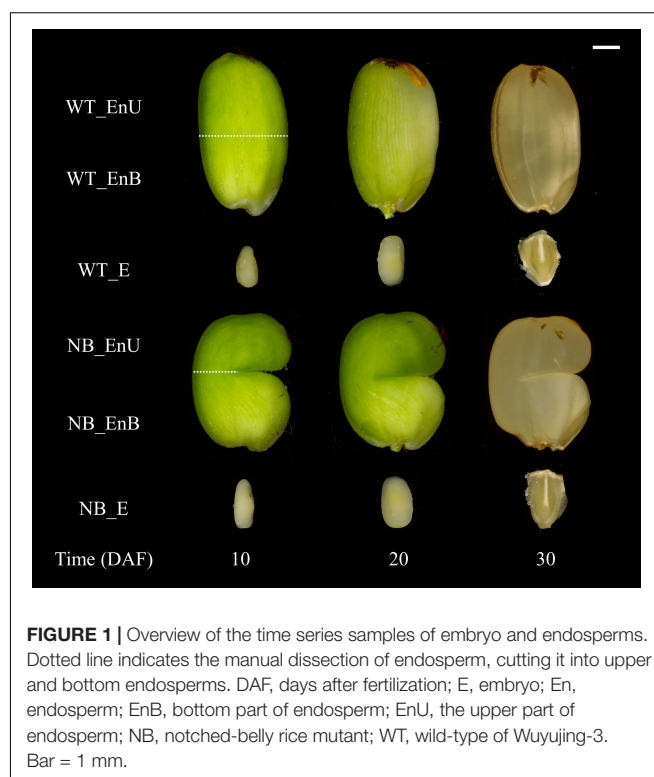 WT_EnU
WT_EnB
WT_E
NB_EnU
NB_EnB
NB_E
Time (DAF) 10 20 30
FIGURE 1 | Overview of the time series samples of embryo and endosperms.
Dotted line indicates the manual dissection of endosperm, cutting it into upper
and bottom endosperms. DAF, days after fertilization; E, embryo; En,
endosperm; EnB, bottom part of endosperm; EnU, the upper part of
endosperm; NB, notched-belly rice mutant; WT, wild-type of Wuyujing-3.
Bar = 1 mm.